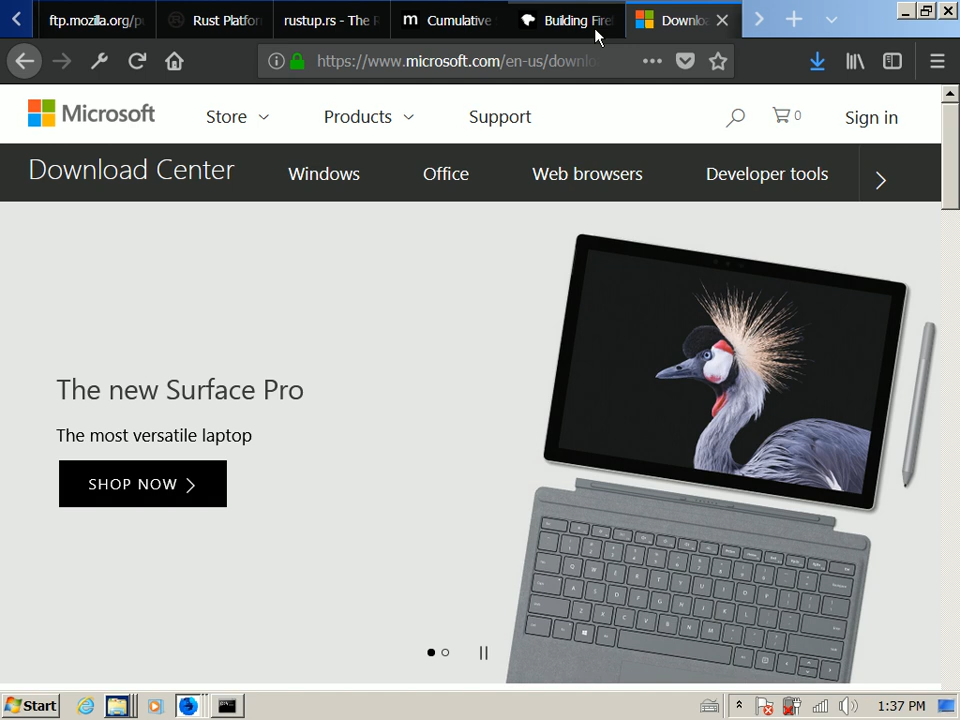 ftp.mozilla.org/pu
Rust Platfor
rustup.rs - The R
Cumulative
Building Fire
Downloa
https://www.microsoft.com/en-us/downlo
Microsoft
Store
Products
Support
0
Sign in
Download Center
Windows
Office
Web browsers
Developer tools
The new Surface Pro
The most versatile laptop
SHOP NOW
Start
1:37 PM